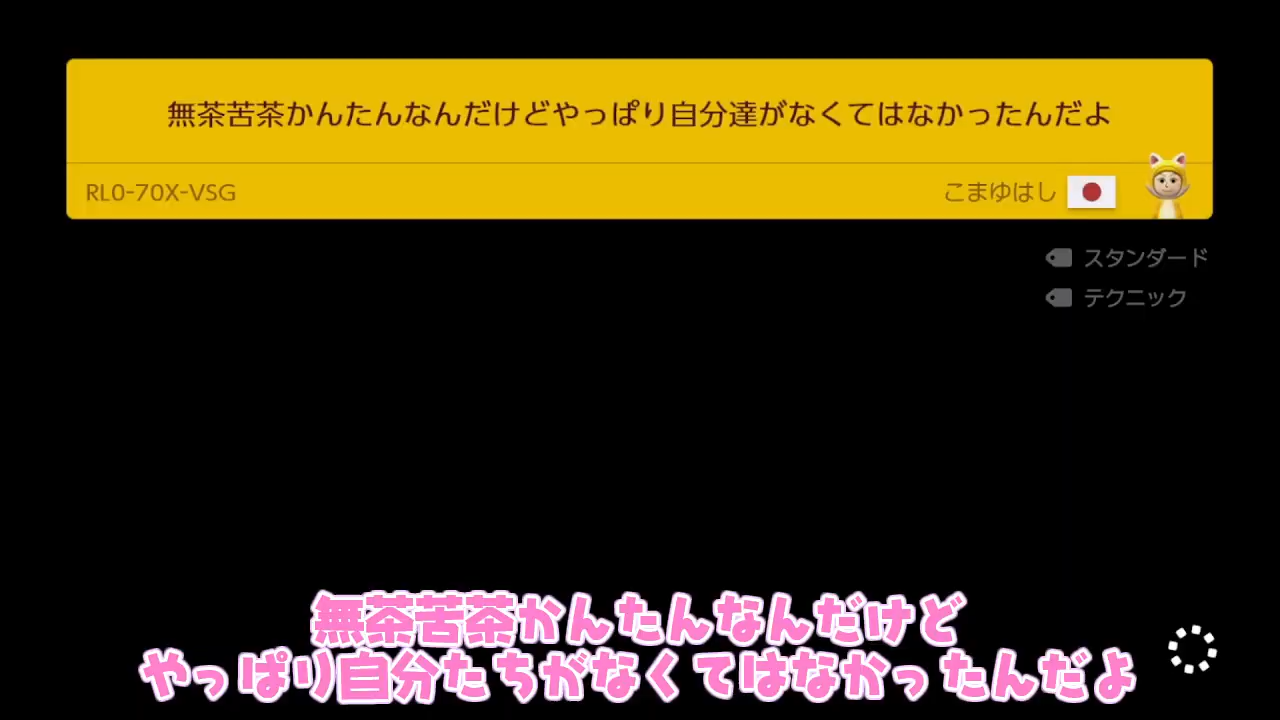 無茶苦茶かんたんなんだけどやっぱり自分達がなくてはなかったんだよ
RL0-70X-VSG
こまゆはし
スタンダード
テクニック
無茶苦茶かんたんなんだけど
やっぱり自分たちがなくてはなかったんだよ